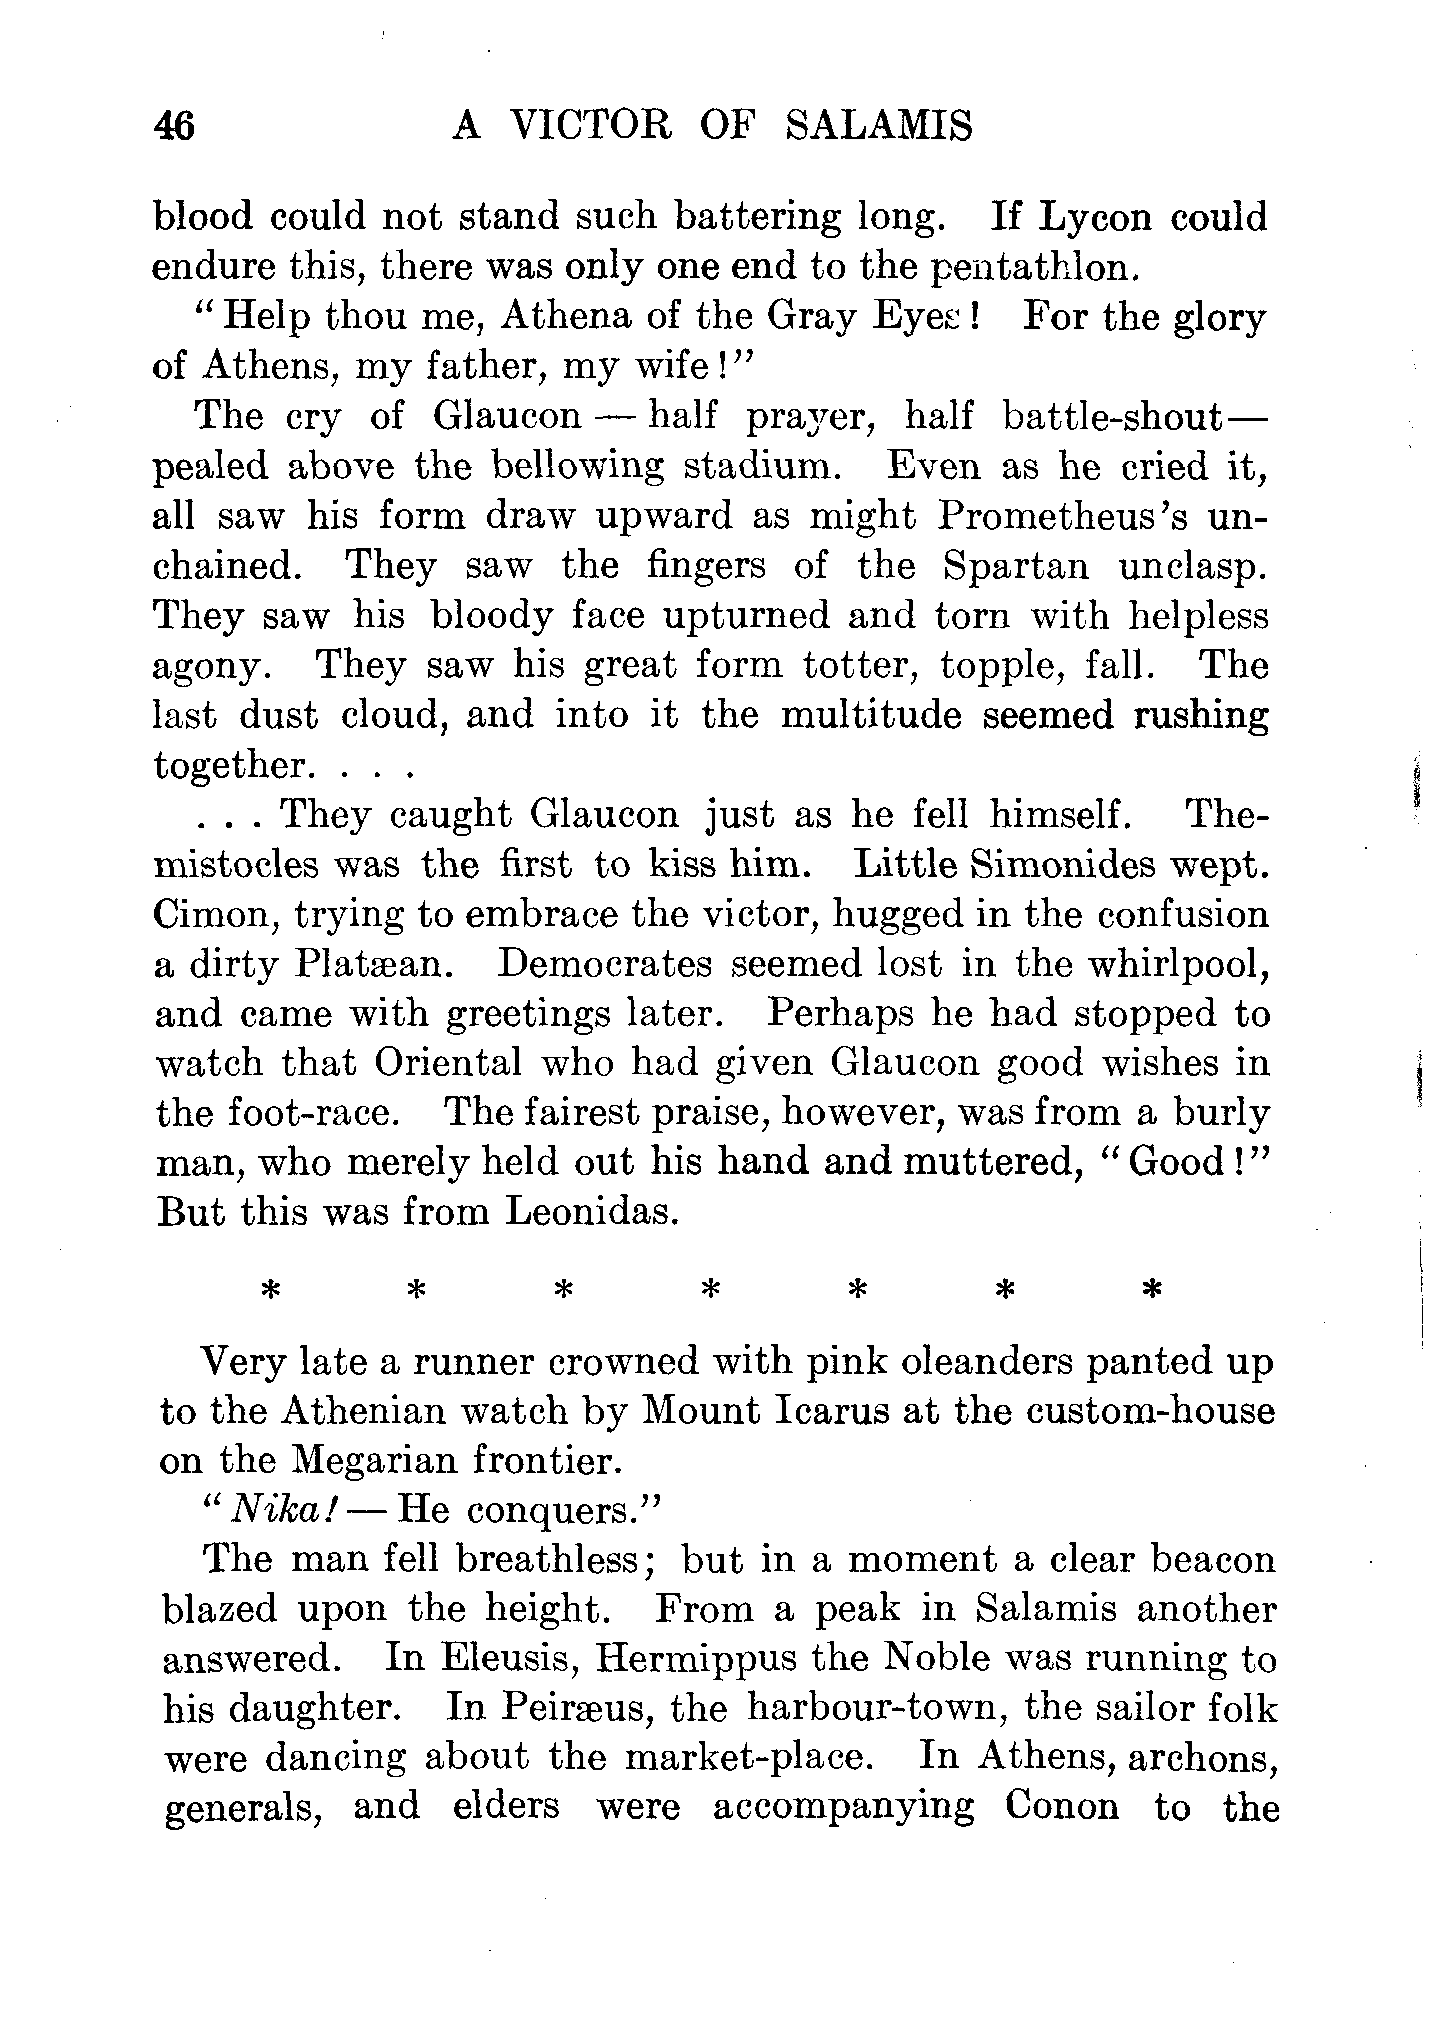 46 A VICTOR OF SALAMIS
blood could not stand such battering long. If Lycon could
endure this, there was only one end to the pentathlon.
“Help thou me, Athena of the Gray Eyes! For the glory
of Athens, my father, my wife!”
The cry of Glaucon — half prayer, half battle-shout—
pealed above the bellowing stadium. Even as he cried it,
all saw his form draw upward as might Prometheus's un-
chained. They saw the fingers of the Spartan unclasp.
They saw his bloody face upturned and torn with helpless
agony. They saw his great form totter, topple, fall. The
last dust cloud, and into it the multitude seemed rushing
together. . . .
. . . They caught Glaucon just as he fell himself. The-
mistocles was the first to kiss him. Little Simonides wept.
Cimon, trying to embrace the victor, hugged in the confusion
a dirty Platæan. Democrates seemed lost in the whirlpool,
and came with greetings later. Perhaps he had stopped to
watch that Oriental who had given Glaucon good wishes in
the foot-race. The fairest praise, however, was from a burly
man, who merely held out his hand and muttered, “Good!”
But this was from Leonidas.
* * * * * * *
Very late a runner crowned with pink oleanders panted up
to the Athenian watch by Mount Icarus at the custom-house
on the Megarian frontier.
“Nika! — He conquers.”
The man fell breathless; but in a moment a clear beacon
blazed upon the height. From a peak in Salamis another
answered. In Eleusis, Hermippus the Noble was running to
his daughter. In Peiræus, the harbour-town, the sailor folk
were dancing about the market-place. In Athens, archons,
generals, and elders were accompanying Conon to the